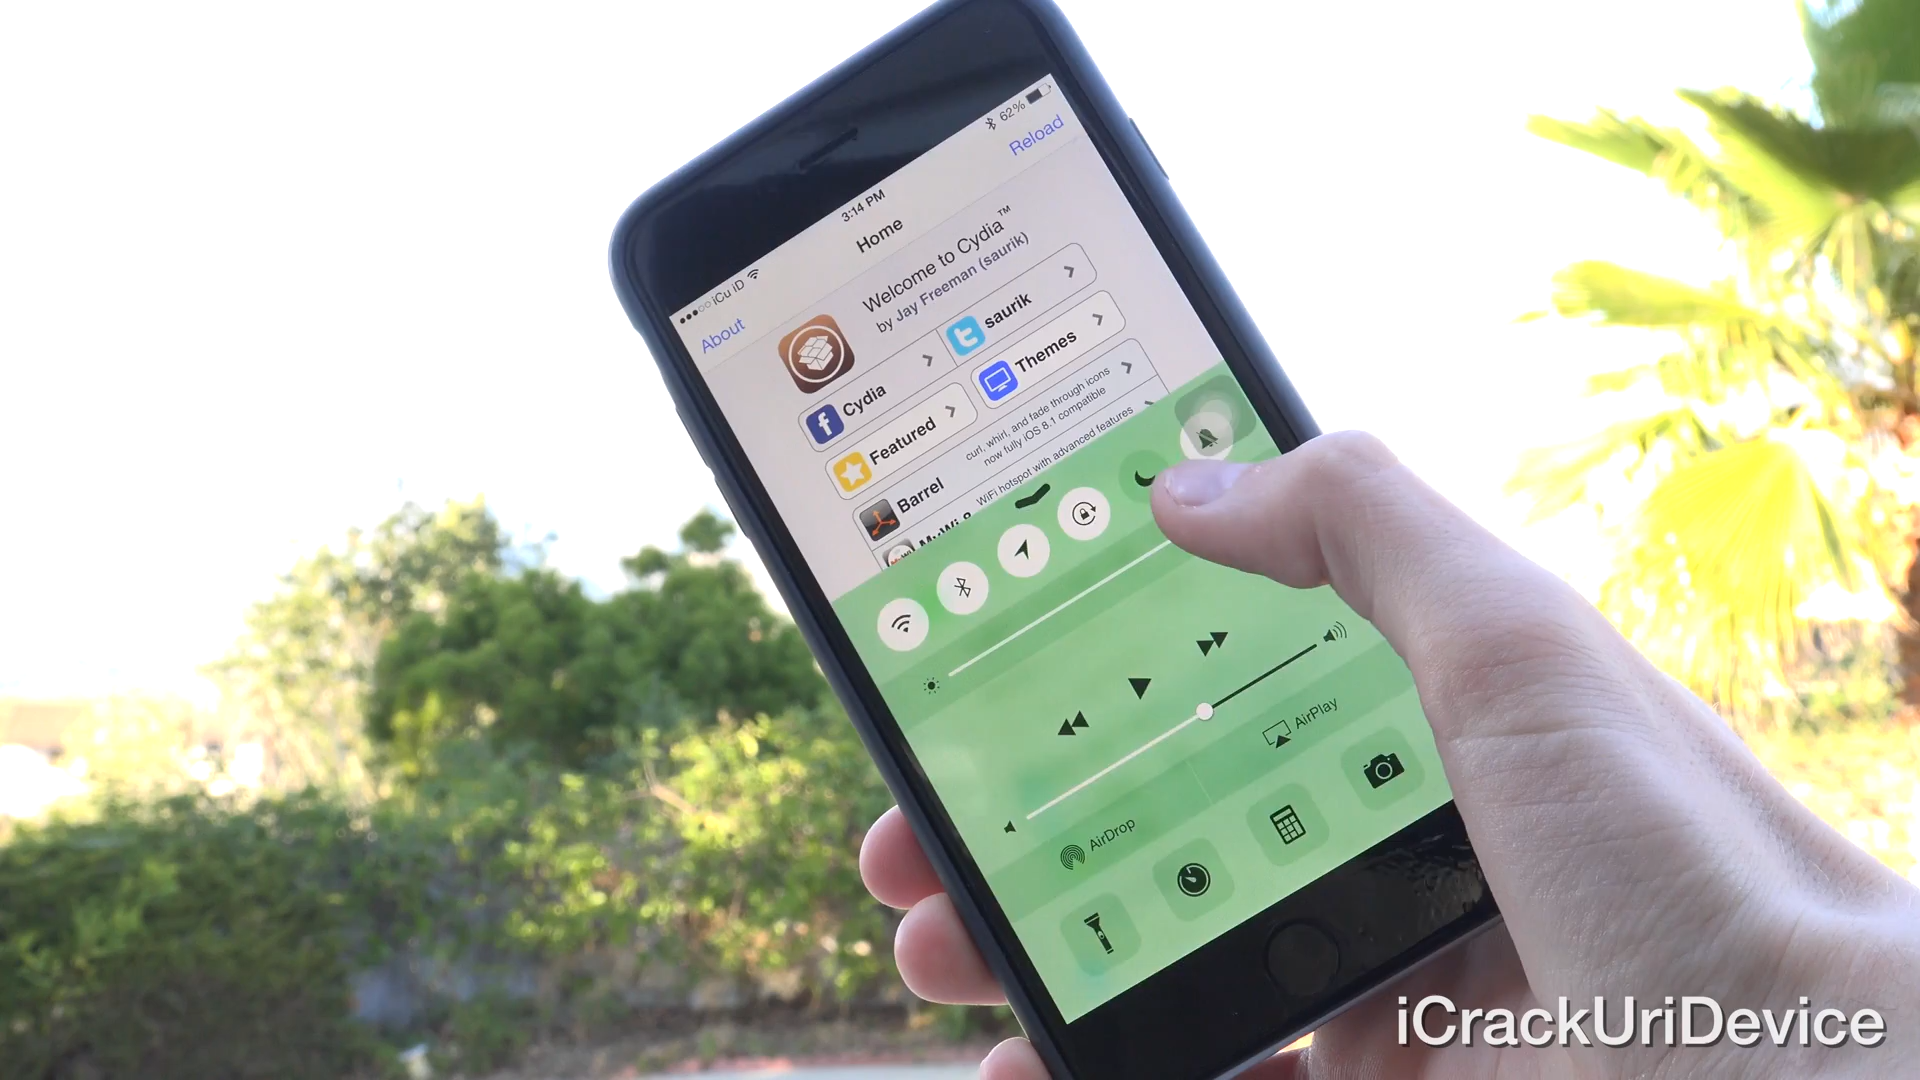 ●●●○○ iCu iD
3:14 PM
62%
About
Home
Reload
Welcome to Cydia™
by Jay Freeman (saurik)
Cydia
saurik
Featured
Themes
Barrel
curl, whirl, and fade through icons
now fully iOS 8.1 compatible
MyWi 8
WiFi hotspot with advanced features
AirPlay
AirDrop
iCrackUriDevice